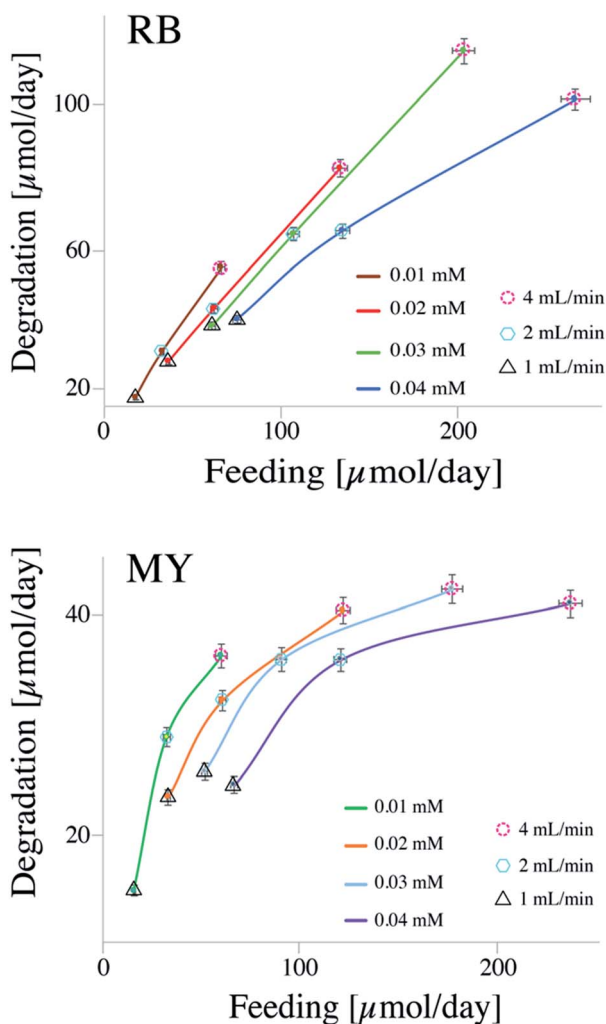 RB
Degradation [µmol/day]
100
60
20
0
100
200
Feeding [µmol/day]
0.01 mM
0.02 mM
0.03 mM
0.04 mM
4 mL/min
2 mL/min
1 mL/min
MY
Degradation [µmol/day]
40
20
0
100
200
Feeding [µmol/day]
0.01 mM
0.02 mM
0.03 mM
0.04 mM
4 mL/min
2 mL/min
1 mL/min